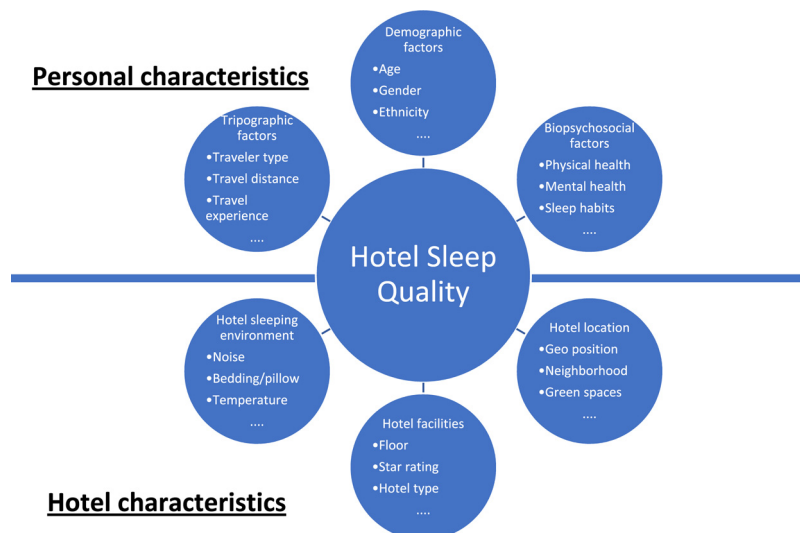 Personal characteristics
Demographic
factors
•Age
•Gender
•Ethnicity
....
Tripographic
factors
•Traveler type
•Travel distance
•Travel
experience
....
Biopsychosocial
factors
•Physical health
•Mental health
•Sleep habits
....
Hotel Sleep
Quality
Hotel sleeping
environment
•Noise
•Bedding/pillow
•Temperature
....
Hotel location
•Geo position
•Neighborhood
•Green spaces
....
Hotel facilities
•Floor
•Star rating
•Hotel type
....
Hotel characteristics